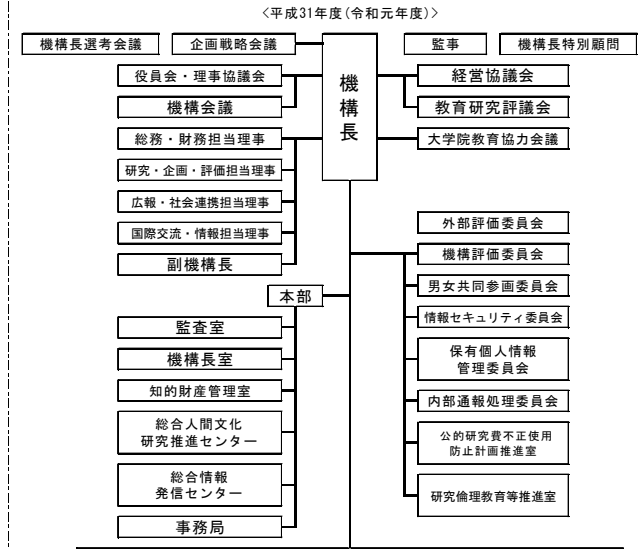 <平成31年度(令和元年度)>
機構長選考会議
企画戦略会議
監事
機構長特別顧問
機構長
役員会・理事協議会
機構会議
経営協議会
教育研究評議会
総務・財務担当理事
大学院教育協力会議
研究・企画・評価担当理事
広報・社会連携担当理事
国際交流・情報担当理事
副機構長
本部
監査室
機構長室
知的財産管理室
総合人間文化
研究推進センター
総合情報
発信センター
事務局
外部評価委員会
機構評価委員会
男女共同参画委員会
情報セキュリティ委員会
保有個人情報
管理委員会
内部通報処理委員会
公的研究費不正使用
防止計画推進室
研究倫理教育等推進室